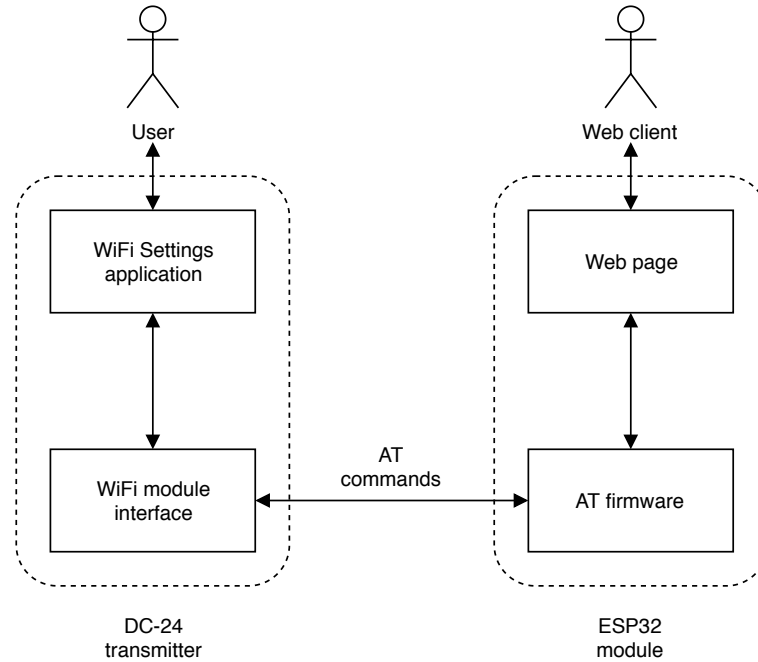 User
Web client
WiFi Settings
application
Web page
AT
commands
WiFi module
interface
AT firmware
DC-24
transmitter
ESP32
module